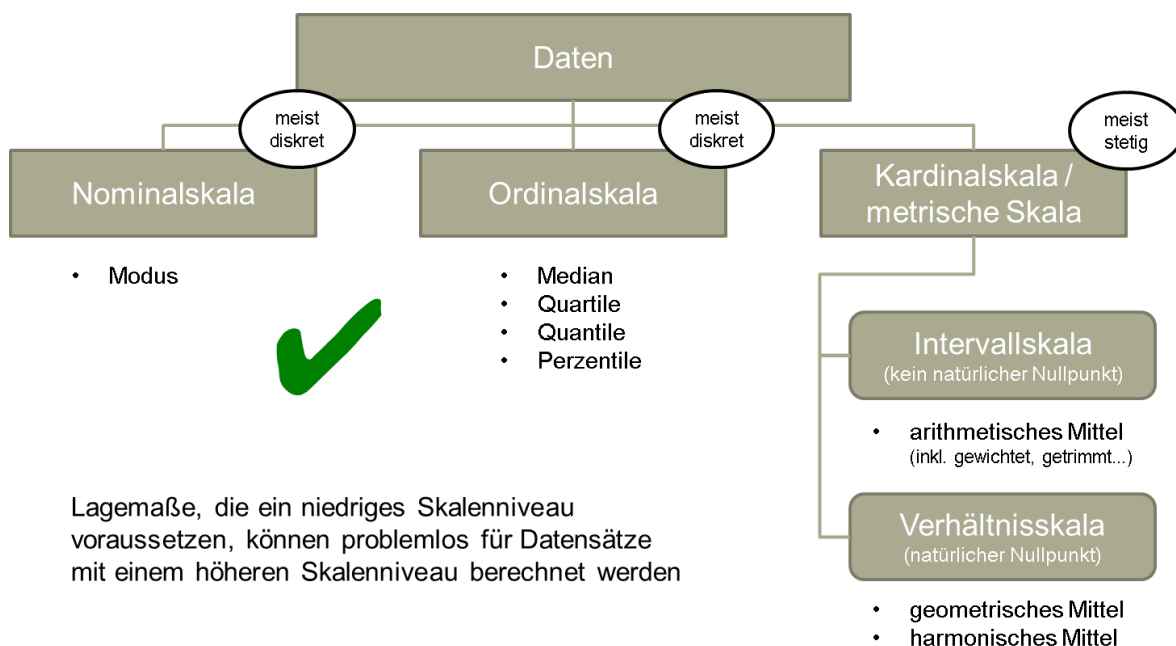 Daten
meist
diskret
meist
diskret
meist
stetig
Nominalskala
Ordinalskala
Kardinalskala /
metrische Skala
• Modus
• Median
• Quartile
• Quantile
• Perzentile
Intervallskala
(kein natürlicher Nullpunkt)
• arithmetisches Mittel
(inkl. gewichtet, getrimmt...)
Lagemaße, die ein niedriges Skalenniveau
voraussetzen, können problemlos für Datensätze
mit einem höheren Skalenniveau berechnet werden
Verhältnisskala
(natürlicher Nullpunkt)
• geometrisches Mittel
• harmonisches Mittel